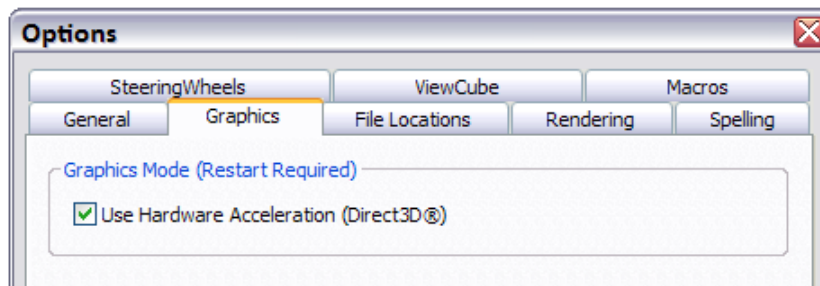 Options
SteeringWheels ViewCube Macros
General Graphics File Locations Rendering Spelling
Graphics Mode (Restart Required)
Use Hardware Acceleration (Direct3D®)